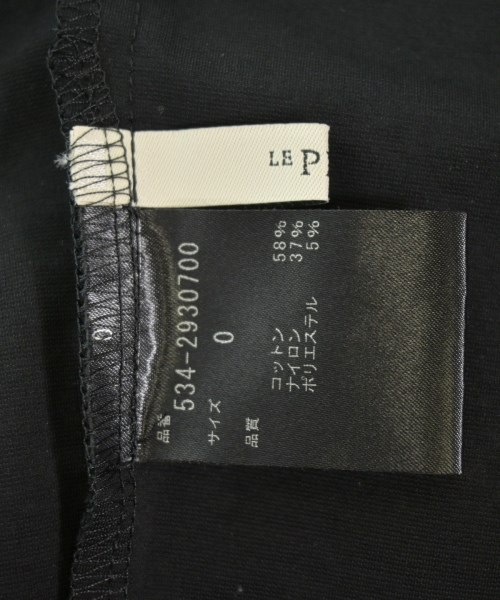 LE P
品番
534-2930700
サイズ
0
品質
コットン 58%
ナイロン 37%
ポリエステル 5%
0